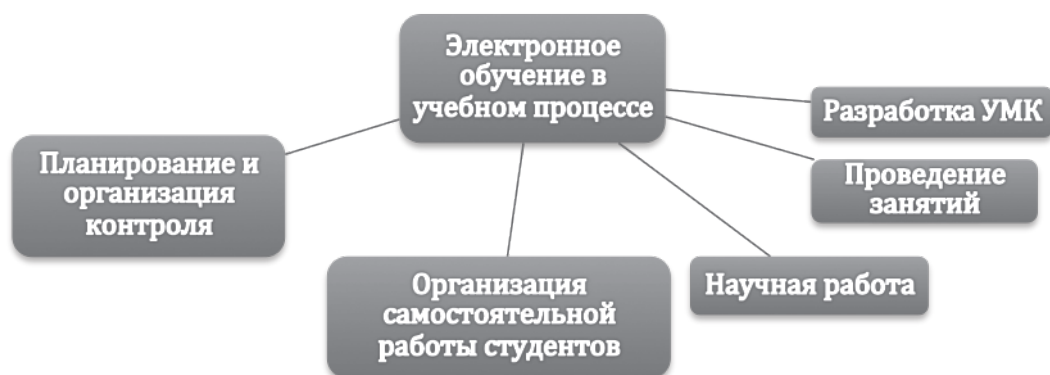 Электронное
обучение в
учебном процессе
Разработка УМК
Планирование и
организация
контроля
Проведение
занятий
Организация
самостоятельной
работы студентов
Научная работа